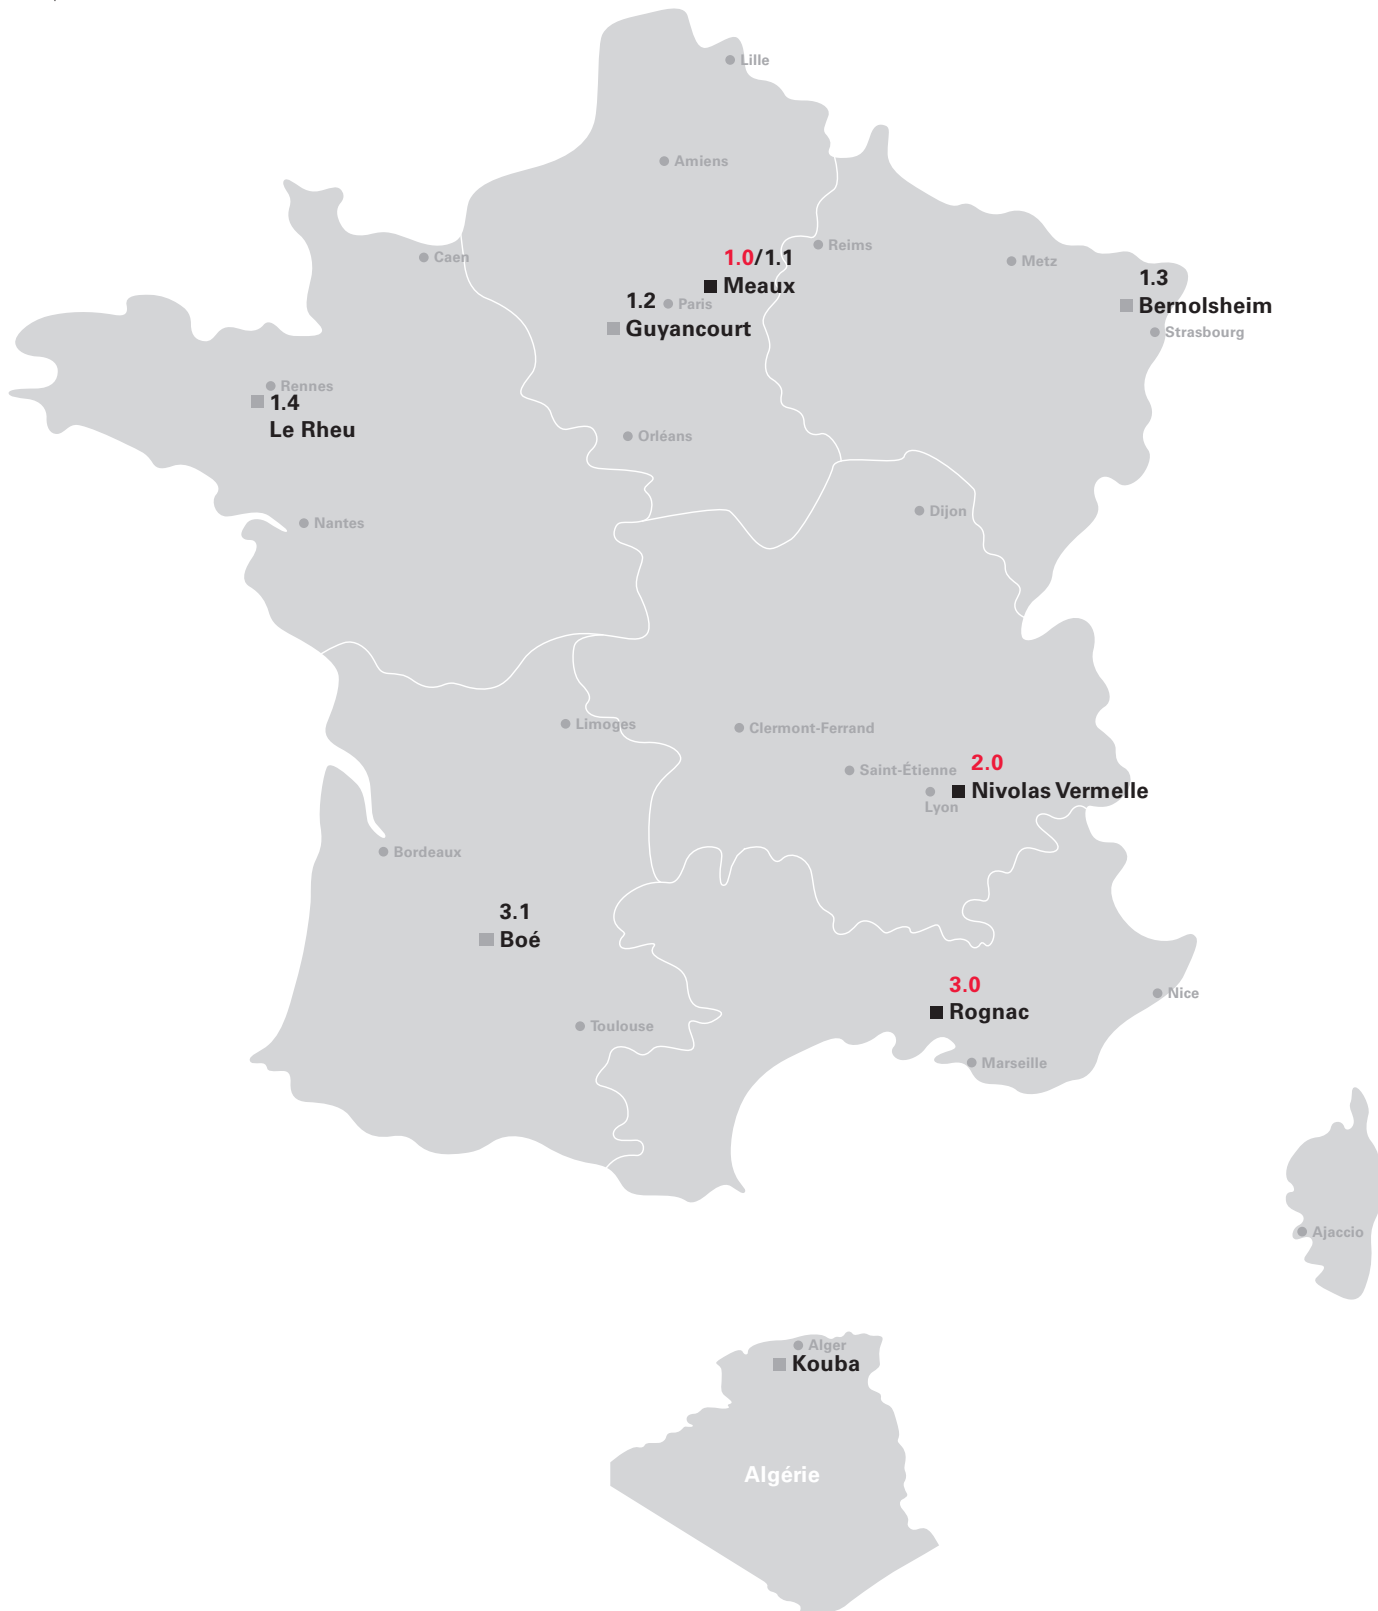 Lille
Amiens
Reims
Caen
1.0/1.1
Meaux
Metz
1.3
Bernolsheim
Strasbourg
1.2
Paris
Guyancourt
Rennes
1.4
Le Rheu
Orléans
Dijon
Nantes
Limoges
Clermont-Ferrand
Saint-Étienne
2.0
Nivolas Vermelle
Lyon
Bordeaux
3.1
Boé
3.0
Rognac
Nice
Toulouse
Marseille
Ajaccio
Alger
Kouba
Algérie